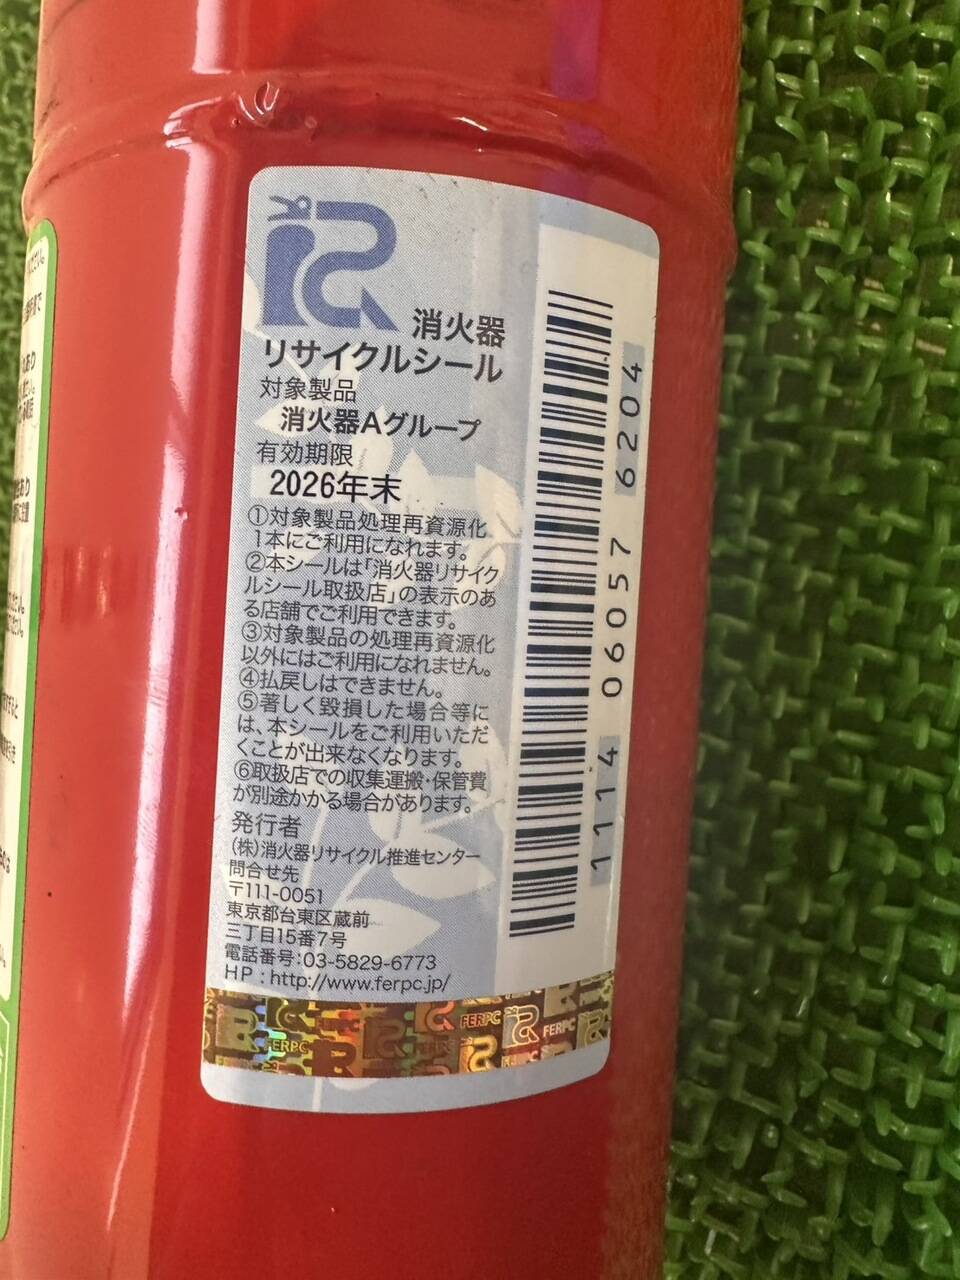 消火器
リサイクルシール
対象製品
消火器Aグループ
有効期限
2026年末
①対象製品処理再資源化
1本にご利用になれます。
②本シールは「消火器リサイク
ルシール取扱店」の表示のあ
る店舗でご利用できます。
③対象製品の処理再資源化
以外にはご利用になれません。
④払戻しはできません。
⑤著しく毀損した場合等に
は、本シールをご利用いただ
くことが出来なくなります。
⑥取扱店での収集運搬・保管費
が別途かかる場合があります。
発行者
(株)消火器リサイクル推進センター
問合せ先
〒111-0051
東京都台東区蔵前
三丁目15番7号
電話番号:03-5829-6773
HP:http://www.ferpc.jp/
1114 06057 6204
FERPC FERPC FERPC FERPC